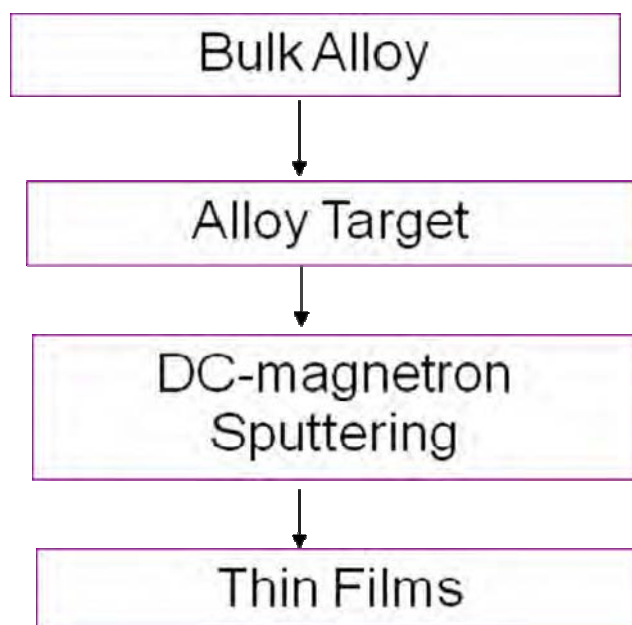 Bulk Alloy
Alloy Target
DC-magnetron
Sputtering
Thin Films